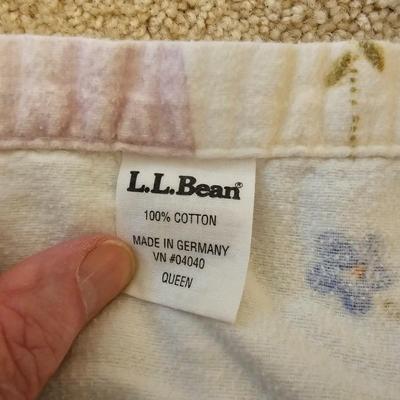 L.L.Bean®
100% COTTON
MADE IN GERMANY
VN #04040
QUEEN